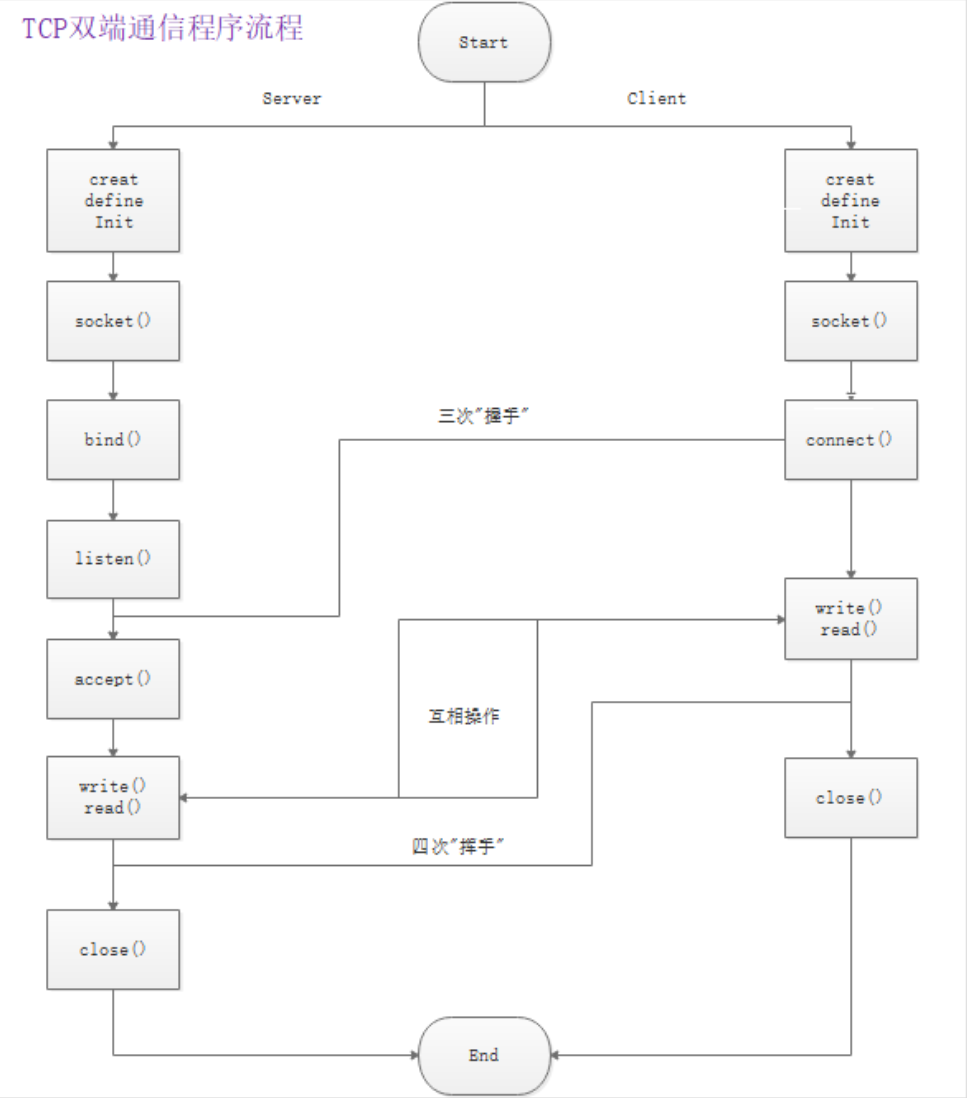 TCP双端通信程序流程
Start
Server
Client
creat
define
Init
creat
define
Init
socket()
socket()
三次"握手"
bind()
connect()
listen()
write()
read()
accept()
互相操作
write()
read()
close()
四次"挥手"
close()
End